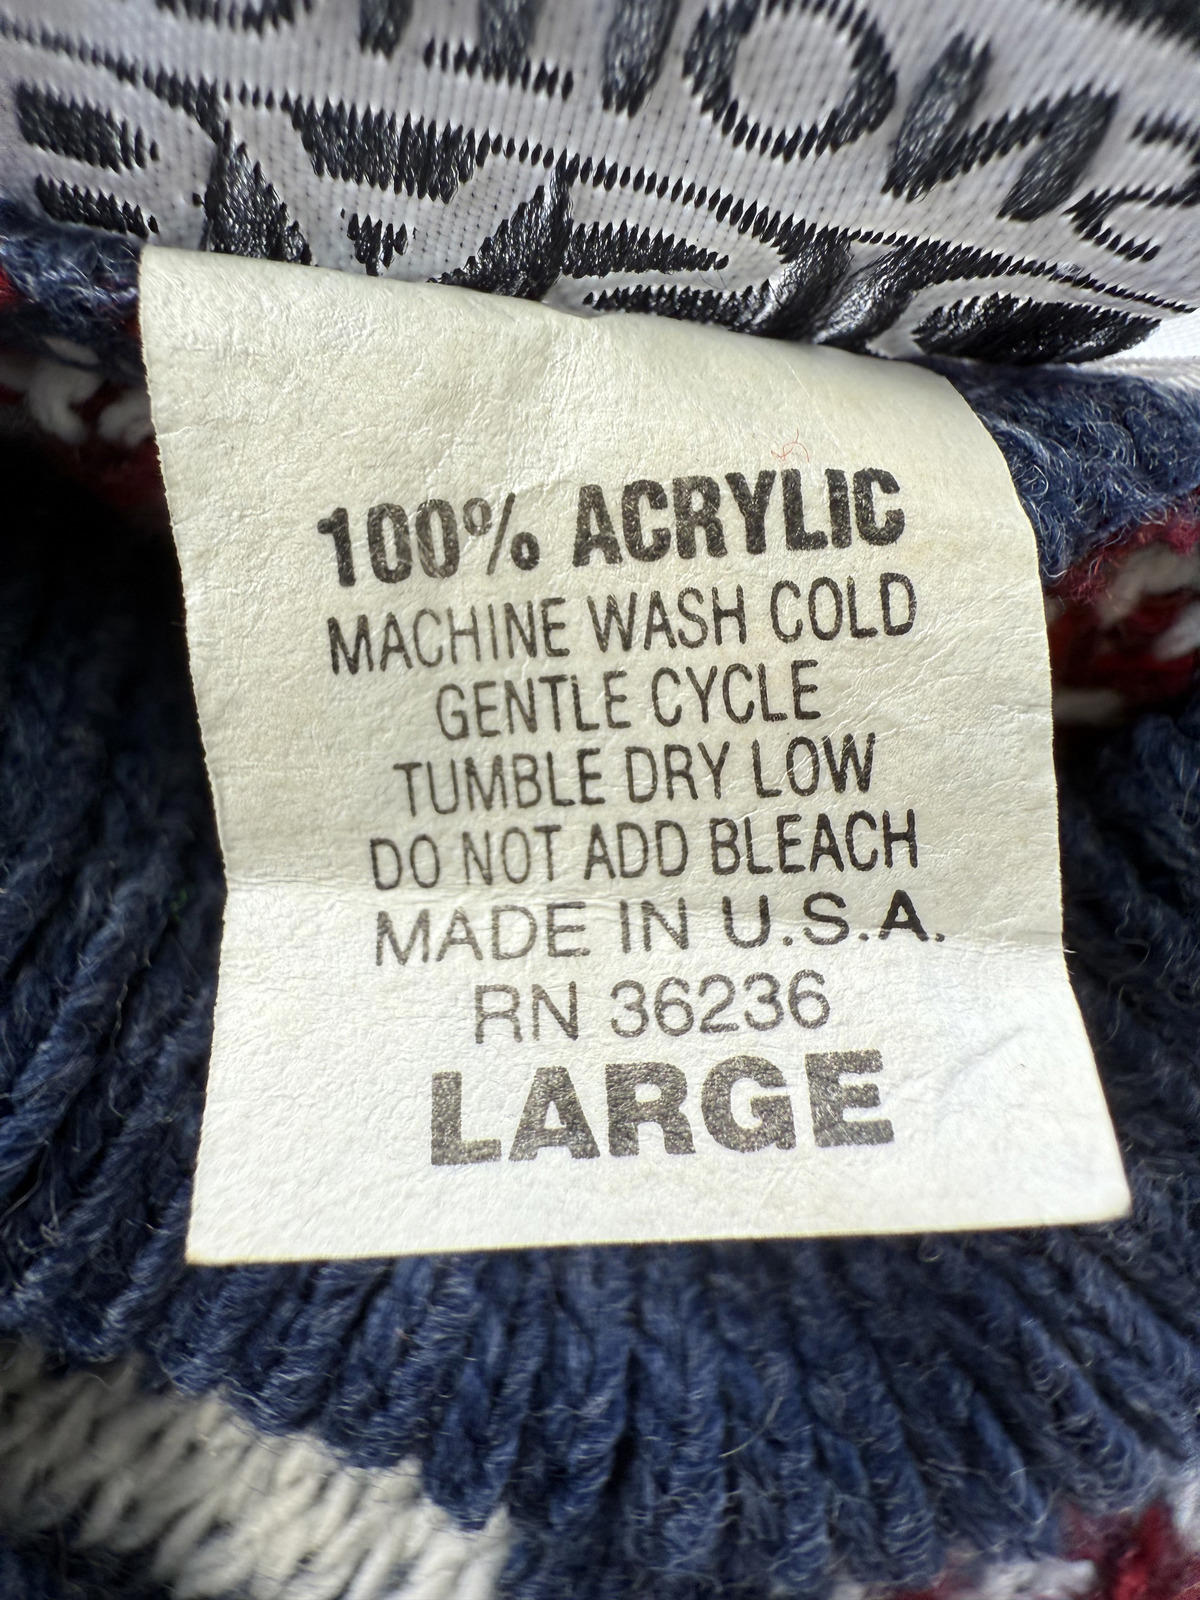 100% ACRYLIC
MACHINE WASH COLD
GENTLE CYCLE
TUMBLE DRY LOW
DO NOT ADD BLEACH
MADE IN U.S.A.
RN 36236
LARGE